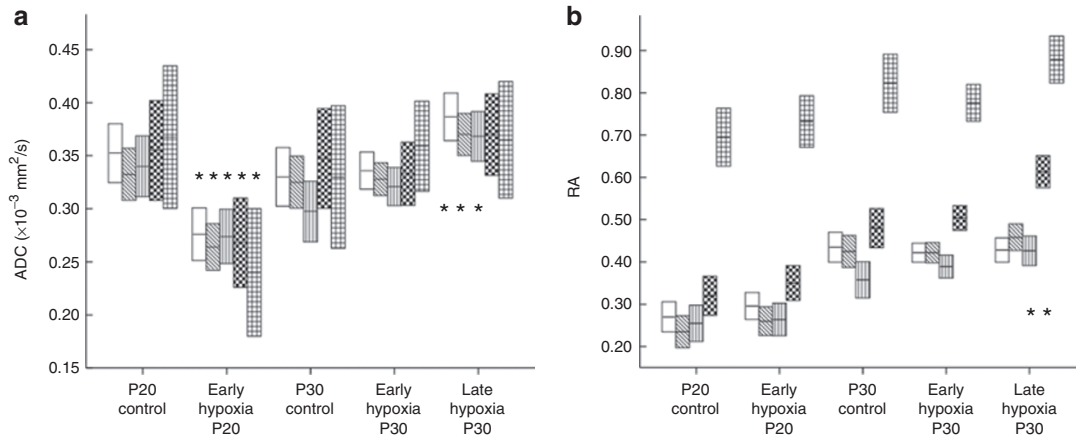 a
0.45
0.40
0.35
0.30
0.25
0.20
0.15
ADC (×10⁻³ mm²/s)
* * * * *
* * *
P20 control
Early hypoxia P20
P30 control
Early hypoxia P30
Late hypoxia P30
b
0.90
0.80
0.70
0.60
0.50
0.40
0.30
0.20
RA
* *
P20 control
Early hypoxia P20
P30 control
Early hypoxia P30
Late hypoxia P30